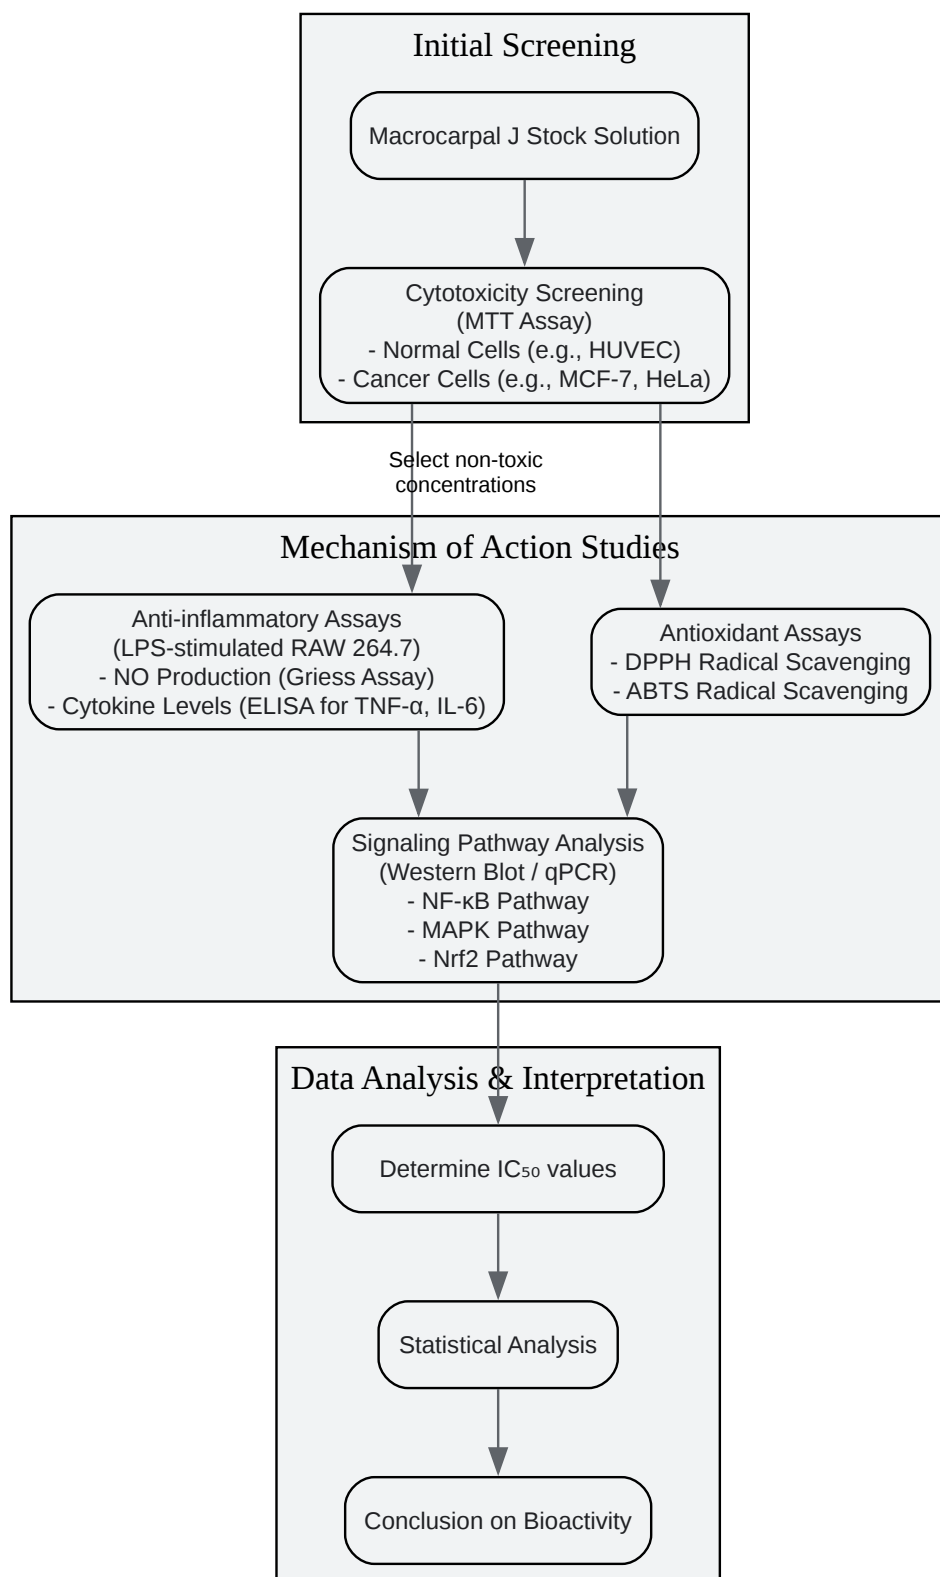 Initial Screening
Macrocarpal J Stock Solution
Cytotoxicity Screening
(MTT Assay)
- Normal Cells (e.g., HUVEC)
- Cancer Cells (e.g., MCF-7, HeLa)
Select non-toxic
concentrations
Mechanism of Action Studies
Anti-inflammatory Assays
(LPS-stimulated RAW 264.7)
- NO Production (Griess Assay)
- Cytokine Levels (ELISA for TNF-α, IL-6)
Antioxidant Assays
- DPPH Radical Scavenging
- ABTS Radical Scavenging
Signaling Pathway Analysis
(Western Blot / qPCR)
- NF-κB Pathway
- MAPK Pathway
- Nrf2 Pathway
Data Analysis & Interpretation
Determine IC₅₀ values
Statistical Analysis
Conclusion on Bioactivity